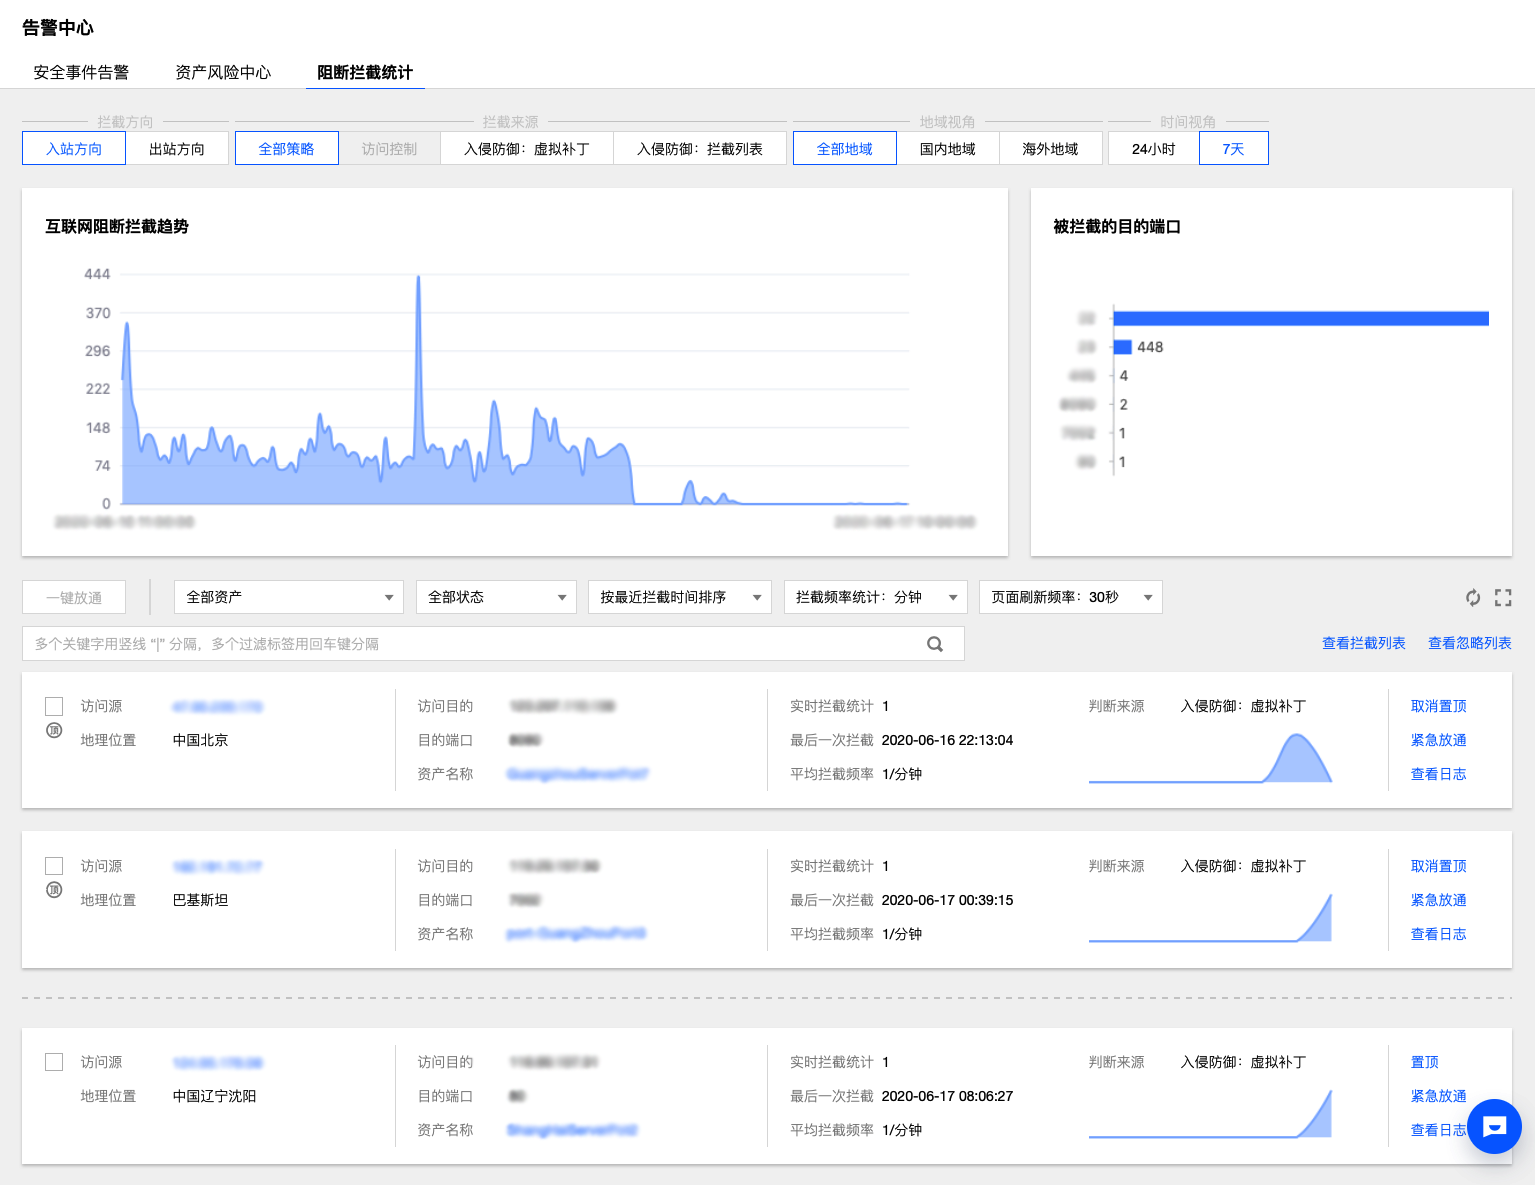 告警中心
安全事件告警 资产风险中心 阻断拦截统计
拦截方向 拦截来源 地域视角 时间视角
入站方向 出站方向 全部策略 访问控制 入侵防御：虚拟补丁 入侵防御：拦截列表 全部地域 国内地域 海外地域 24小时 7天
互联网阻断拦截趋势
444
370
296
222
148
74
0
被拦截的目的端口
448
4
2
1
1
一键放通 全部资产 全部状态 按最近拦截时间排序 拦截频率统计：分钟 页面刷新频率：30秒
多个关键字用竖线 “|” 分隔，多个过滤标签用回车键分隔
查看拦截列表 查看忽略列表
访问源 访问目的 实时拦截统计 1 判断来源 入侵防御：虚拟补丁 取消置顶
顶
地理位置 中国北京 目的端口 最后一次拦截 2020-06-16 22:13:04 紧急放通
资产名称 平均拦截频率 1/分钟 查看日志
访问源 访问目的 实时拦截统计 1 判断来源 入侵防御：虚拟补丁 取消置顶
顶
地理位置 巴基斯坦 目的端口 最后一次拦截 2020-06-17 00:39:15 紧急放通
资产名称 平均拦截频率 1/分钟 查看日志
访问源 访问目的 实时拦截统计 1 判断来源 入侵防御：虚拟补丁 置顶
地理位置 中国辽宁沈阳 目的端口 最后一次拦截 2020-06-17 08:06:27 紧急放通
资产名称 平均拦截频率 1/分钟 查看日志